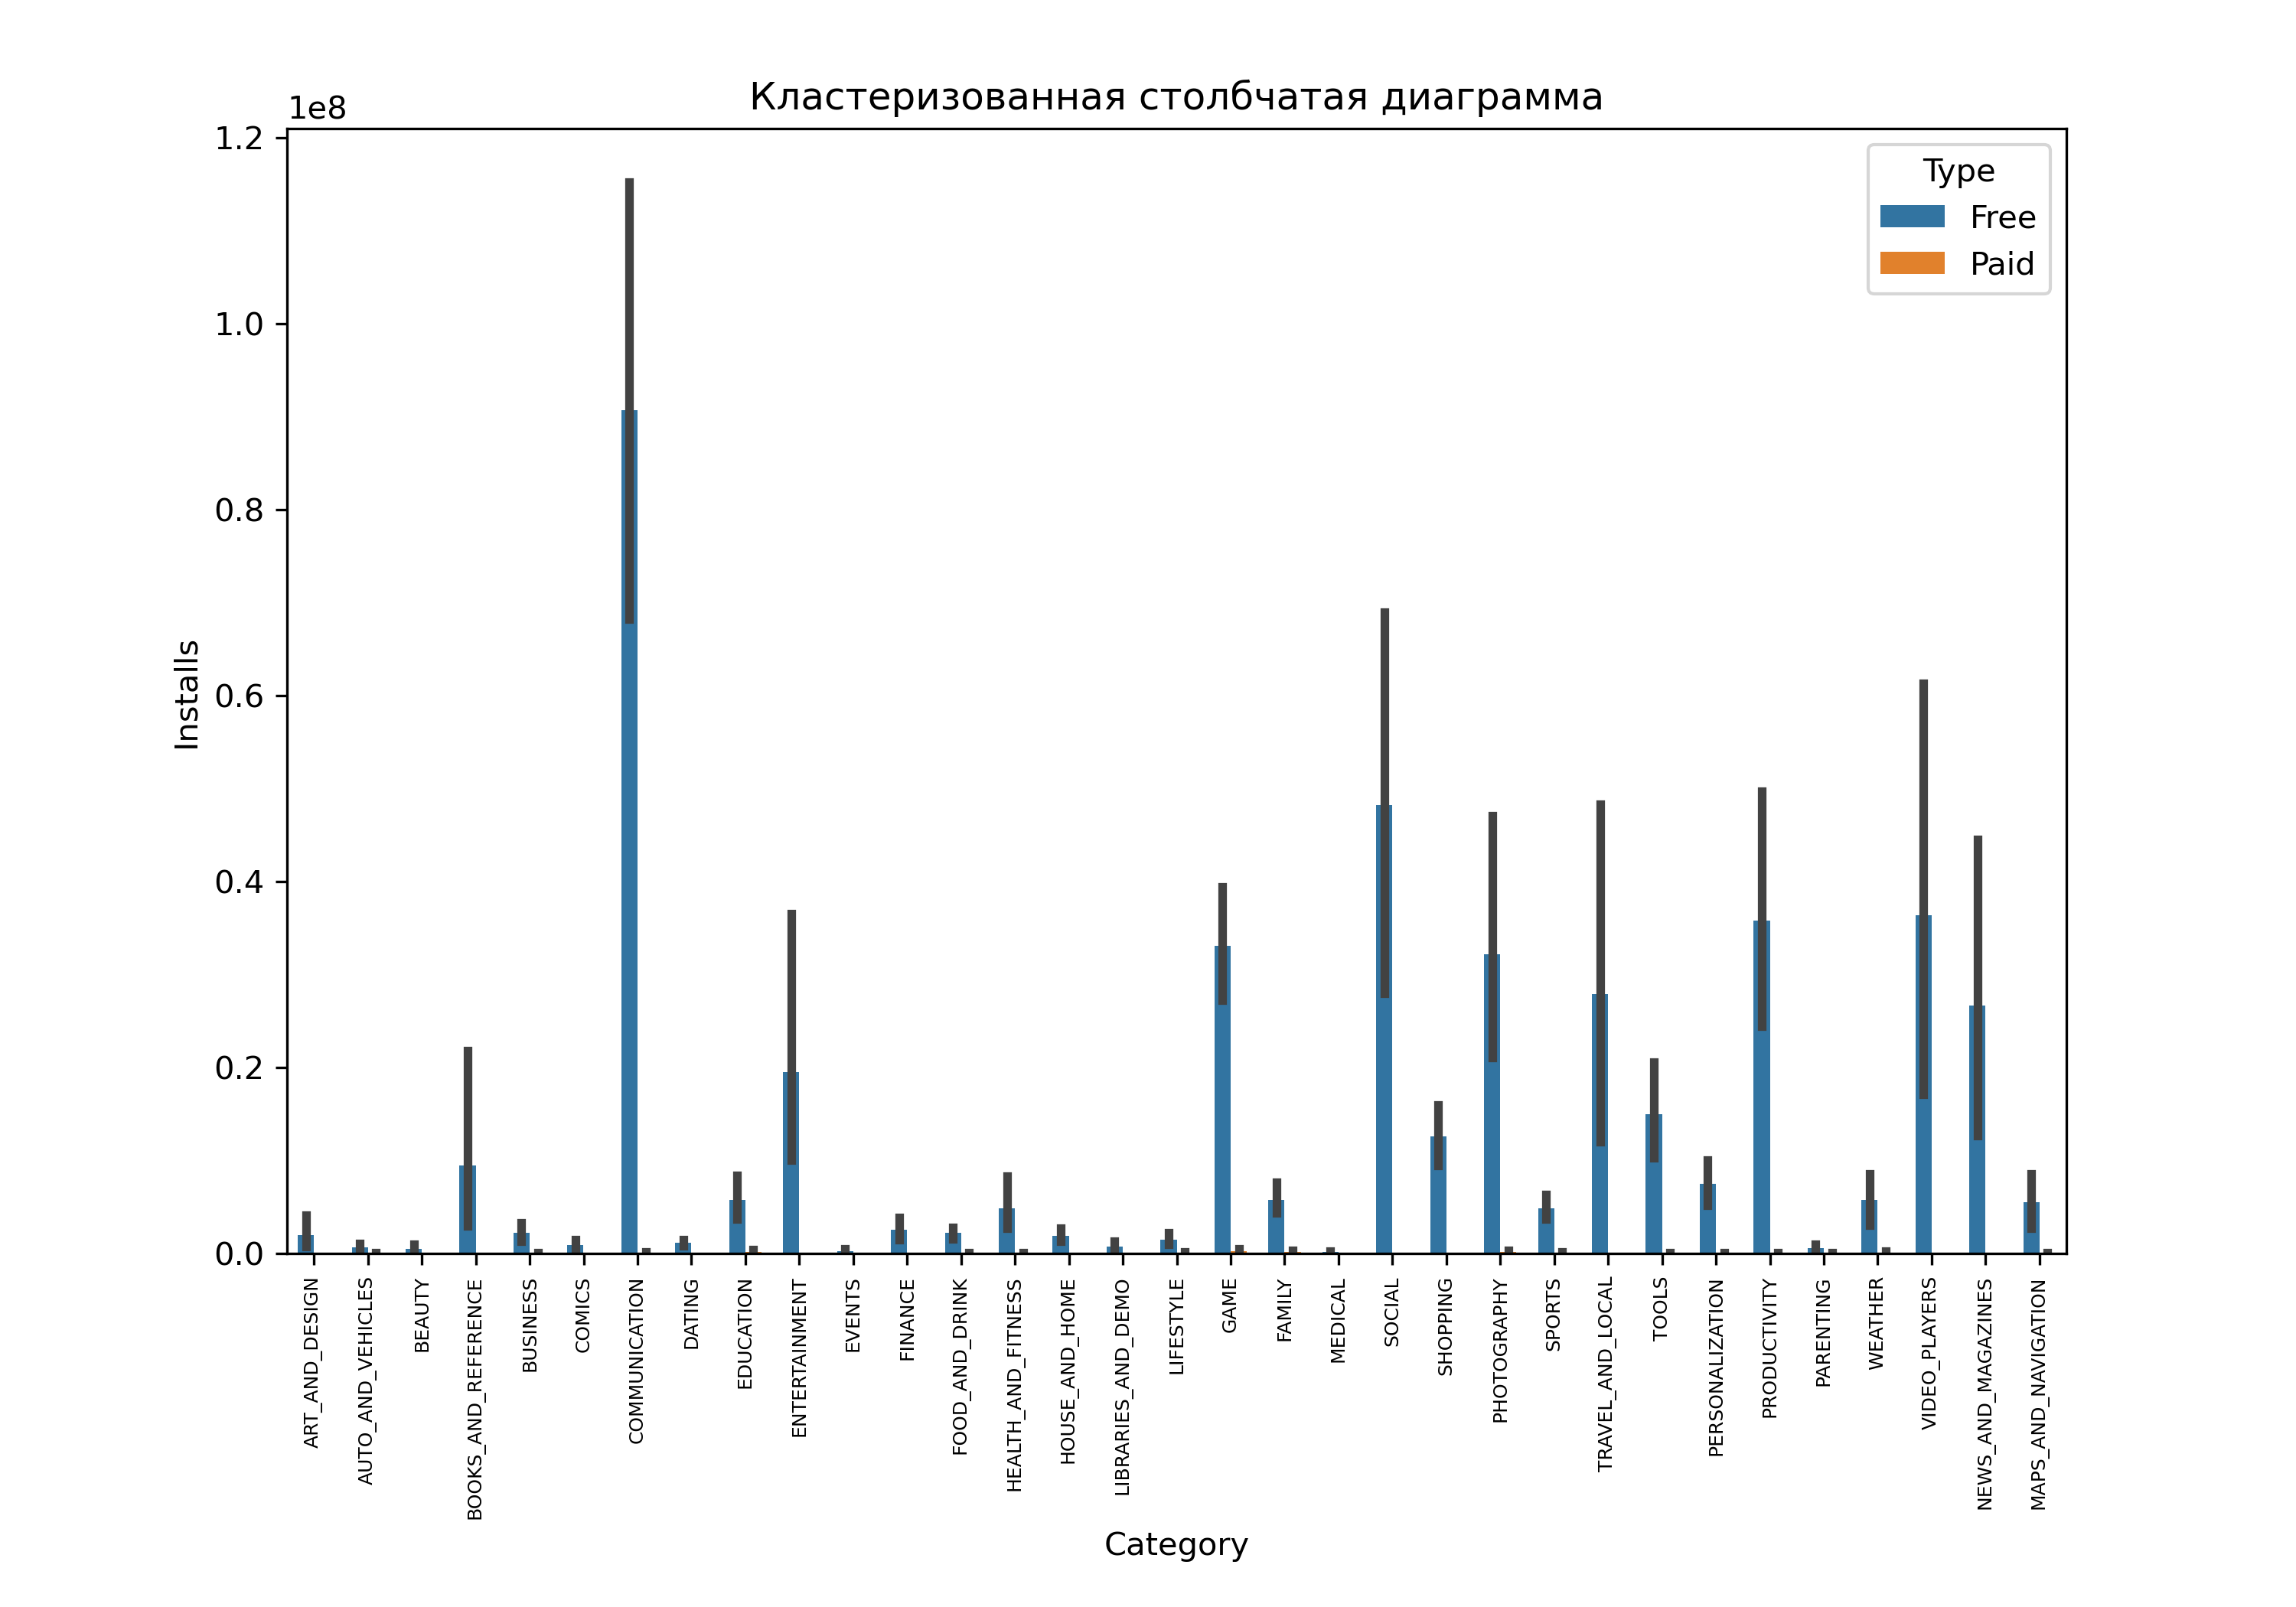 Кластеризованная столбчатая диаграмма
1e8
1.2
1.0
0.8
0.6
0.4
0.2
0.0
Installs
Type
Free
Paid
ART_AND_DESIGN
AUTO_AND_VEHICLES
BEAUTY
BOOKS_AND_REFERENCE
BUSINESS
COMICS
COMMUNICATION
DATING
EDUCATION
ENTERTAINMENT
EVENTS
FINANCE
FOOD_AND_DRINK
HEALTH_AND_FITNESS
HOUSE_AND_HOME
LIBRARIES_AND_DEMO
LIFESTYLE
GAME
FAMILY
MEDICAL
SOCIAL
SHOPPING
PHOTOGRAPHY
SPORTS
TRAVEL_AND_LOCAL
TOOLS
PERSONALIZATION
PRODUCTIVITY
PARENTING
WEATHER
VIDEO_PLAYERS
NEWS_AND_MAGAZINES
MAPS_AND_NAVIGATION
Category